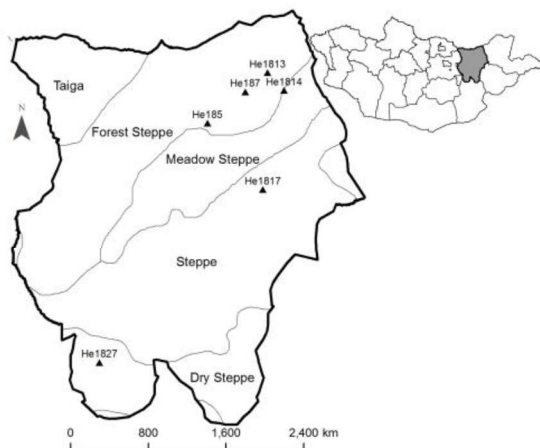 Taiga
N
He1813
He187
He1814
He185
Forest Steppe
Meadow Steppe
He1817
Steppe
He1827
Dry Steppe
0 800 1,600 2,400 km